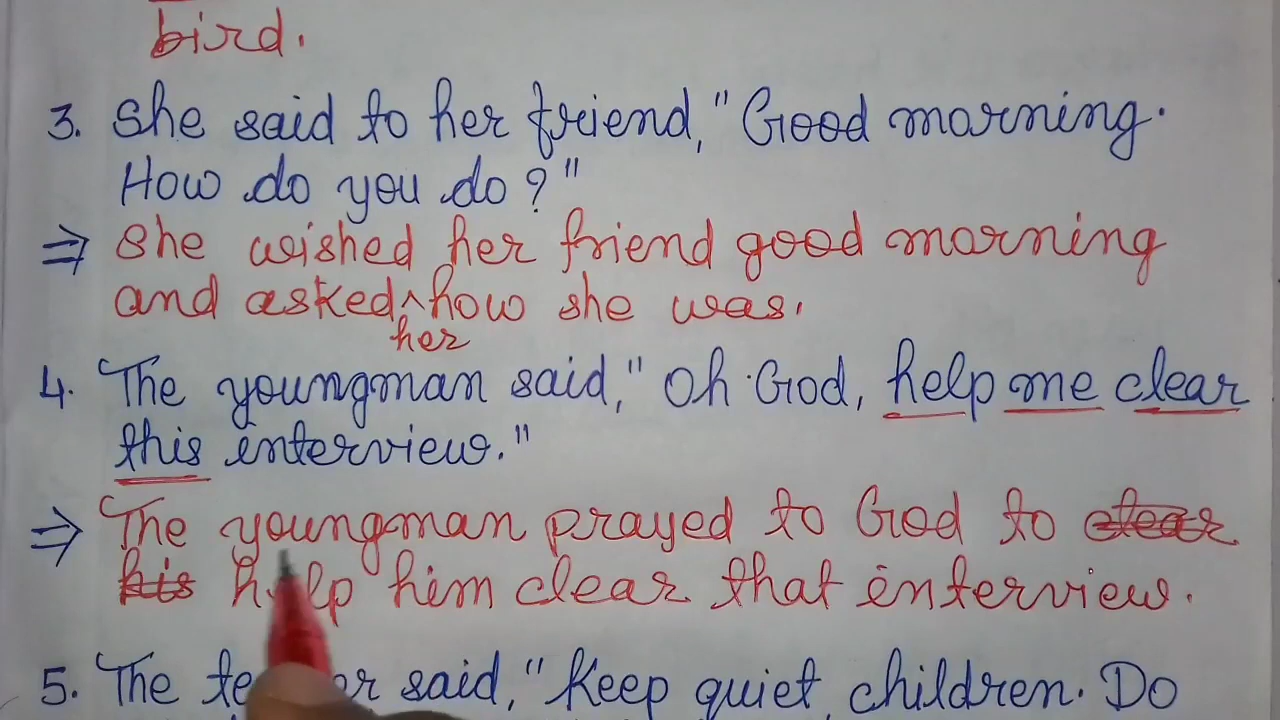 bird.
3. She said to her friend, "Good morning.
How do you do ?"
⇒ She wished her friend good morning
and asked ^ how she was.
her
4. The youngman said, "Oh God, help me clear
this interview."
⇒ The youngman prayed to God to clear
his help him clear that interview.
5. The teacher said, "Keep quiet, children. Do